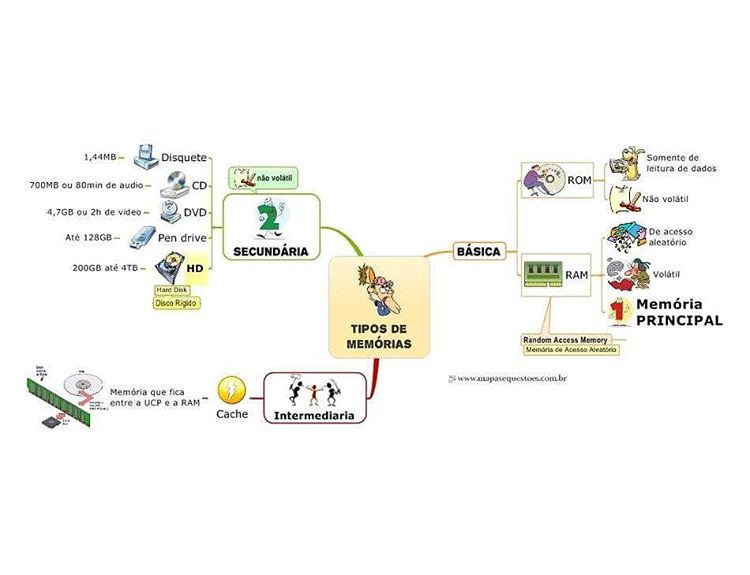 TIPOS DE
MEMÓRIAS
BÁSICA
ROM
Somente de
leitura de dados
Não volátil
RAM
De acesso
aleatório
Volátil
1
Memória
PRINCIPAL
Random Access Memory
Memória de Acesso Aleatório
www.mapasequestoes.com.br
2
SECUNDÁRIA
não volátil
1,44MB
Disquete
700MB ou 80min de audio
CD
4,7GB ou 2h de video
DVD
Até 128GB
Pen drive
200GB até 4TB
HD
Hard Disk
Disco Rígido
Intermediaria
Cache
Memória que fica
entre a UCP e a RAM